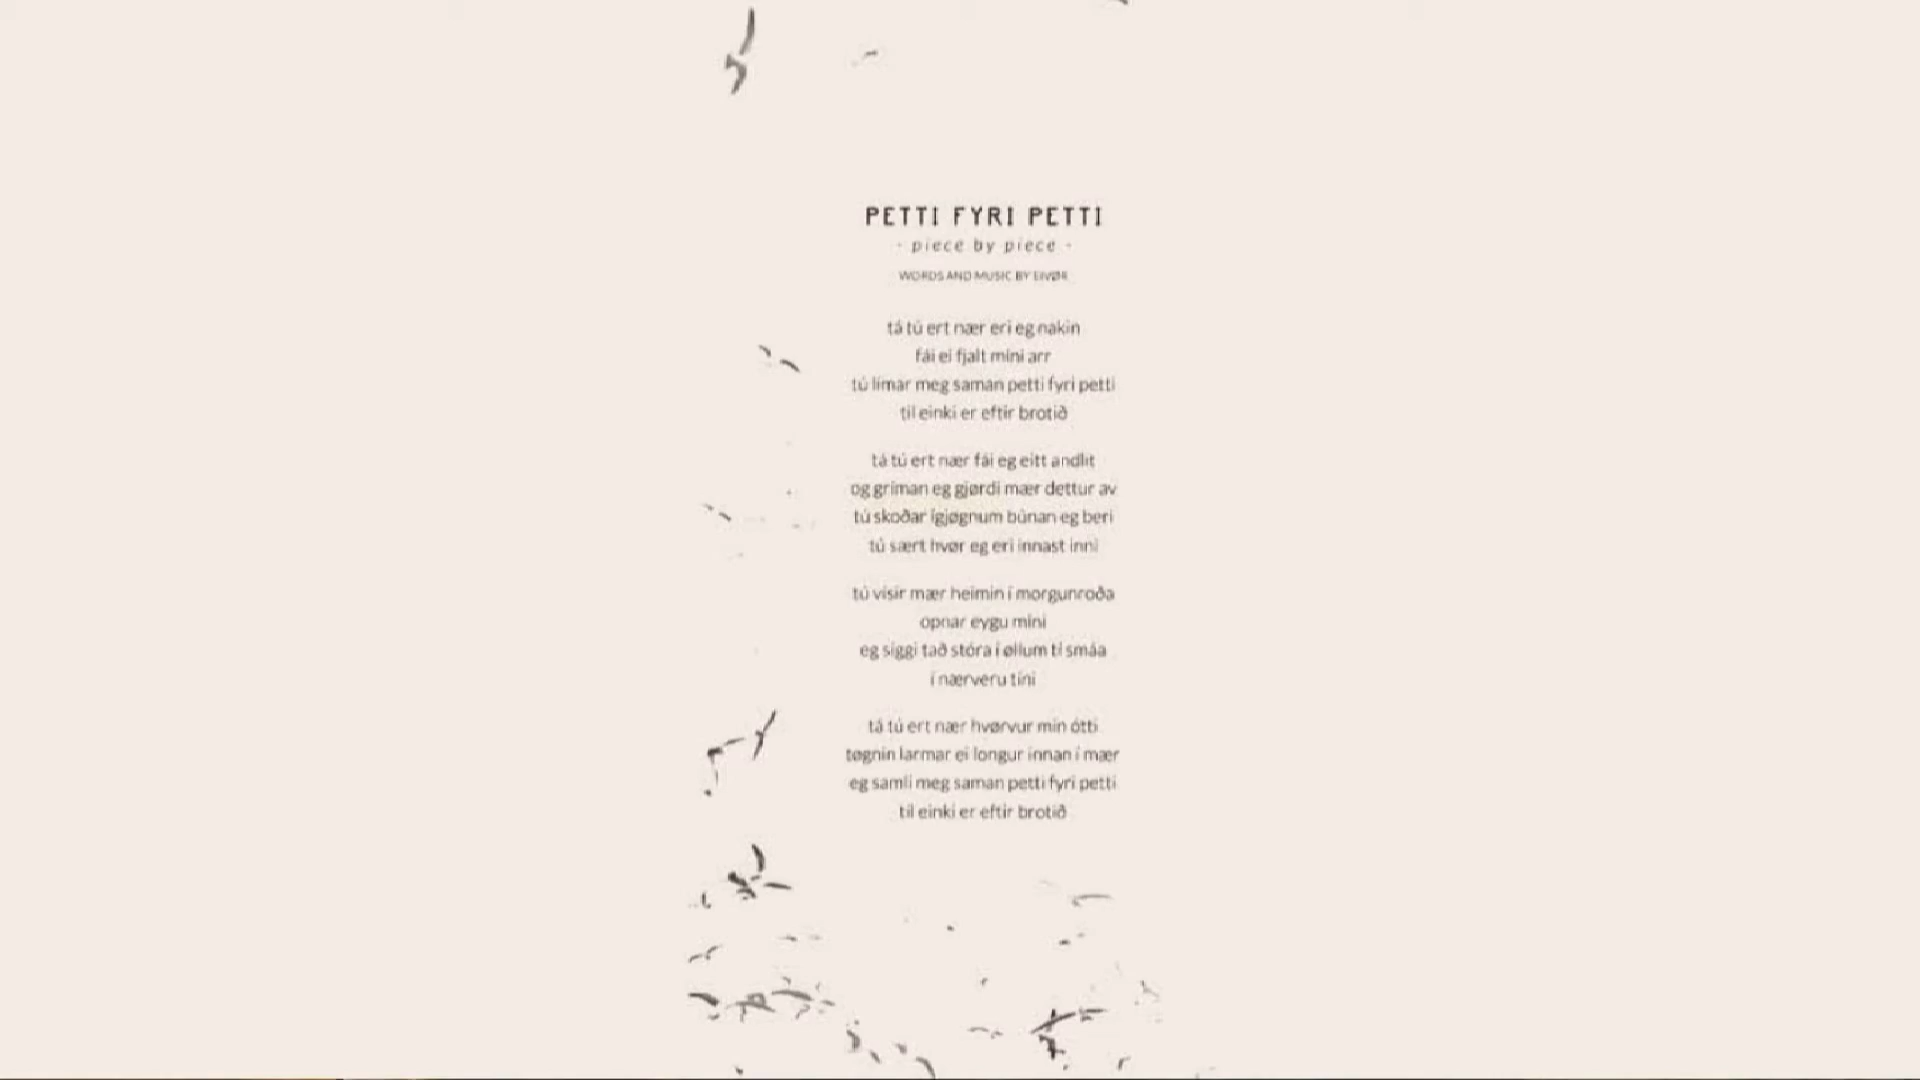 PETTI FYRI PETTI
- piece by piece -
WORDS AND MUSIC BY EIVØR
tá tú ert nær eri eg nakin
fái ei fjalt míni arr
tú límar meg saman petti fyri petti
til einki er eftir brotið
tá tú ert nær fái eg eitt andlit
og gríman eg gjørdi mær dettur av
tú skoðar ígjøgnum búnan eg beri
tú sært hvør eg eri innast inni
tú vísir mær heimin í morgunroða
opnar eygu míni
eg síggi tað stóra í øllum tí smáa
í nærveru tíni
tá tú ert nær hvørvur mín ótti
tøgnin larmar ei longur innan í mær
eg samli meg saman petti fyri petti
til einki er eftir brotið